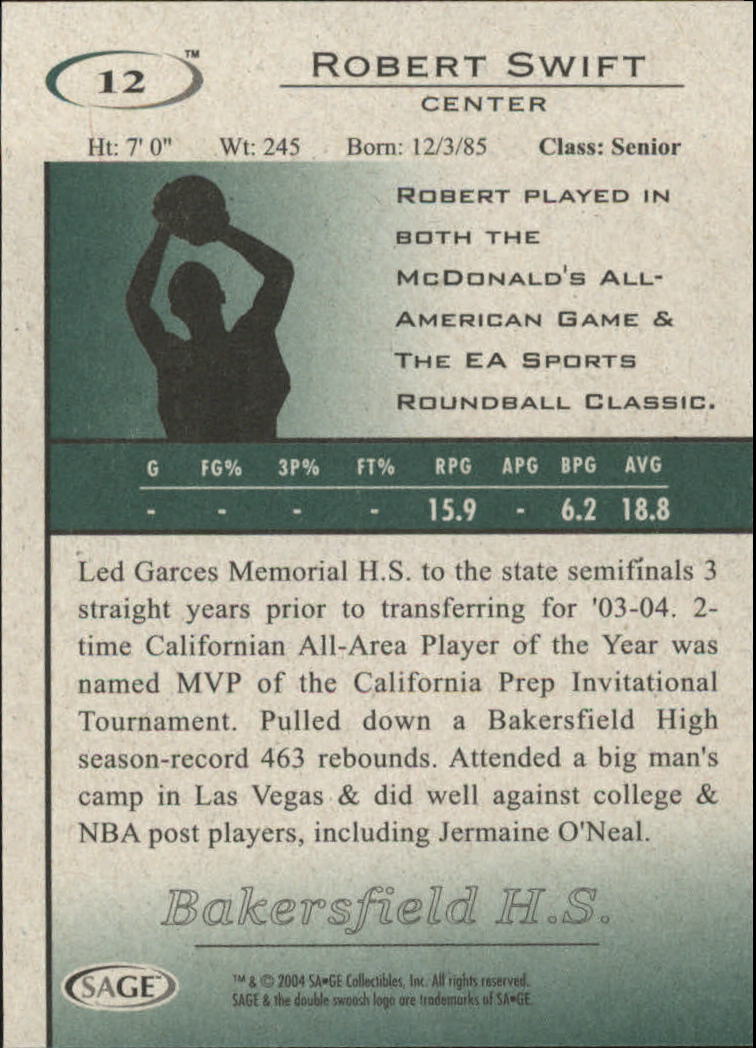 12
™
ROBERT SWIFT
CENTER
Ht: 7' 0" Wt: 245 Born: 12/3/85 Class: Senior
ROBERT PLAYED IN
BOTH THE
MCDONALD'S ALL-
AMERICAN GAME &
THE EA SPORTS
ROUNDBALL CLASSIC.
G FG% 3P% FT% RPG APG BPG AVG
- - - - 15.9 - 6.2 18.8
Led Garces Memorial H.S. to the state semifinals 3
straight years prior to transferring for '03-04. 2-
time Californian All-Area Player of the Year was
named MVP of the California Prep Invitational
Tournament. Pulled down a Bakersfield High
season-record 463 rebounds. Attended a big man's
camp in Las Vegas & did well against college &
NBA post players, including Jermaine O'Neal.
Bakersfield H.S.
SAGE™
™ & © 2004 SA•GE Collectibles, Inc. All rights reserved.
SAGE & the double swoosh logo are trademarks of SA•GE.